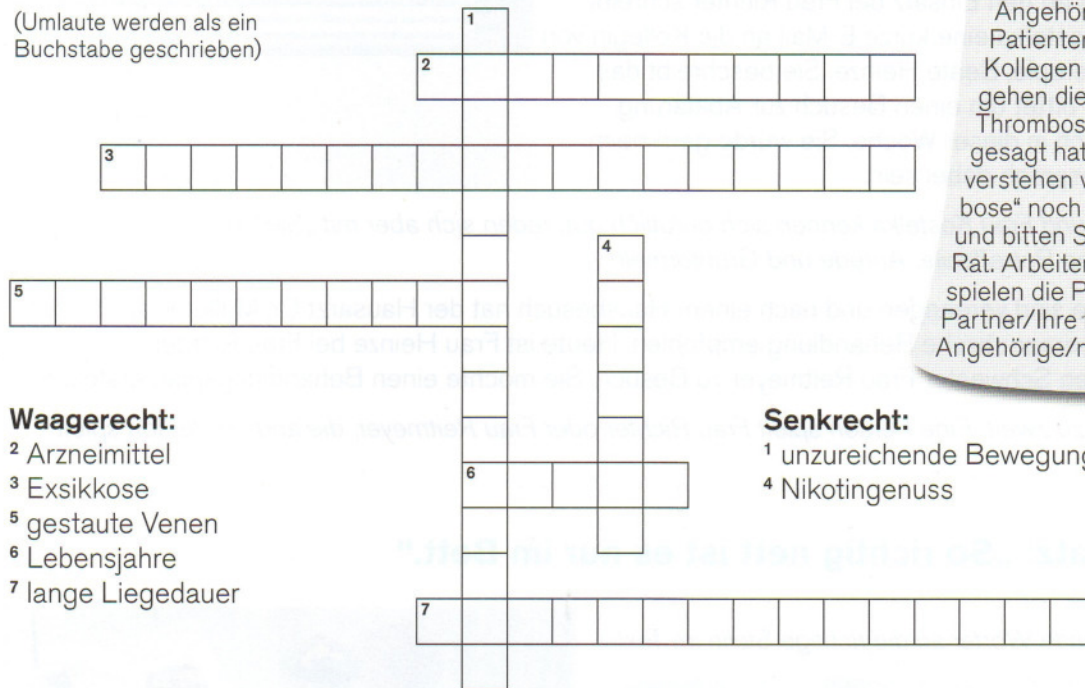 (Umlaute werden als ein
Buchstabe geschrieben)
1
2
3
4
5
6
7
Waagerecht:
2 Arzneimittel
3 Exsikkose
5 gestaute Venen
6 Lebensjahre
7 lange Liegedauer
Senkrecht:
1 unzureichende Bewegung
4 Nikotingenuss
Angehör
Patienten
Kollegen
gehen die
Thrombos
gesagt hat
verstehen
bose“ noch
und bitten S
Rat. Arbeite
spielen die P
Partner/Ihre
Angehörige/n